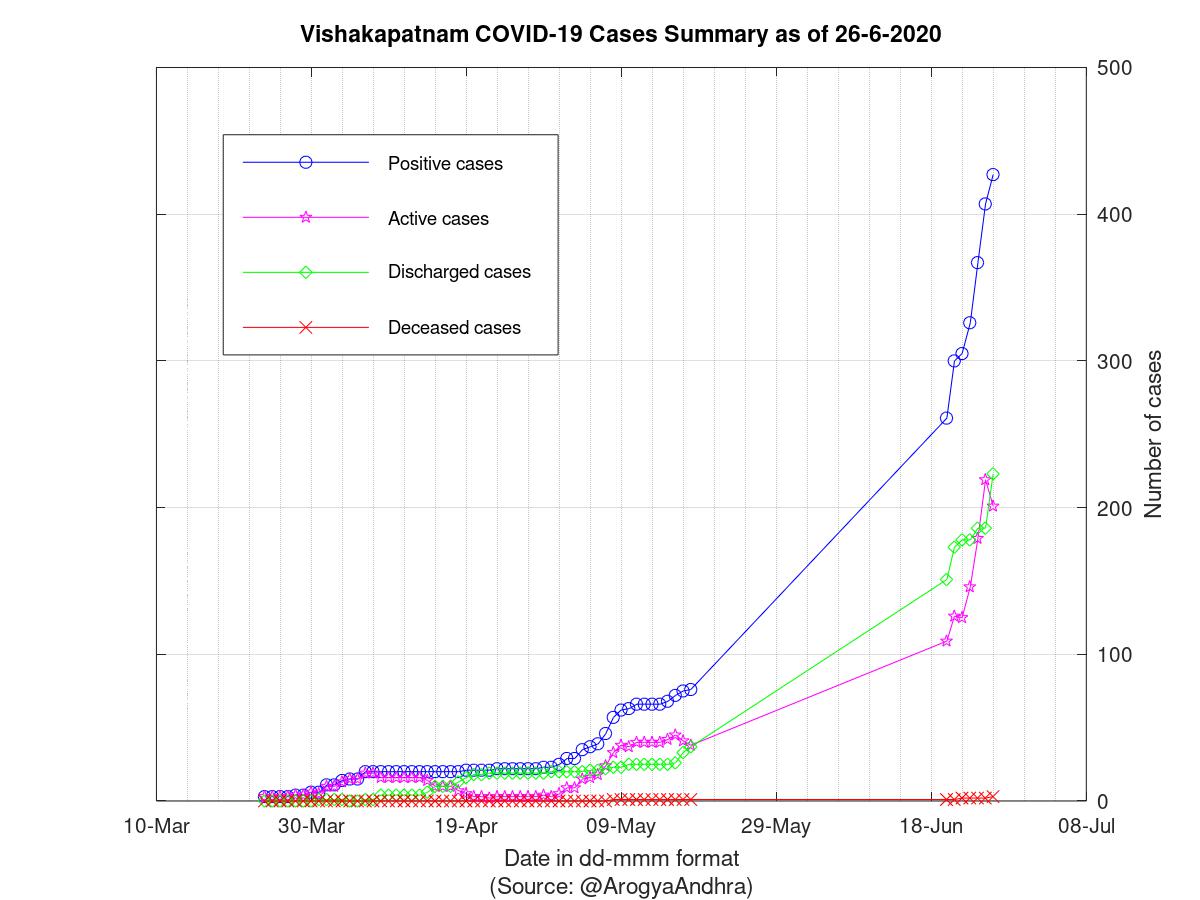 Vishakapatnam COVID-19 Cases Summary as of 26-6-2020
500
400
300
200
100
0
Number of cases
Positive cases
Active cases
Discharged cases
Deceased cases
10-Mar 30-Mar 19-Apr 09-May 29-May 18-Jun 08-Jul
Date in dd-mmm format
(Source: @ArogyaAndhra)